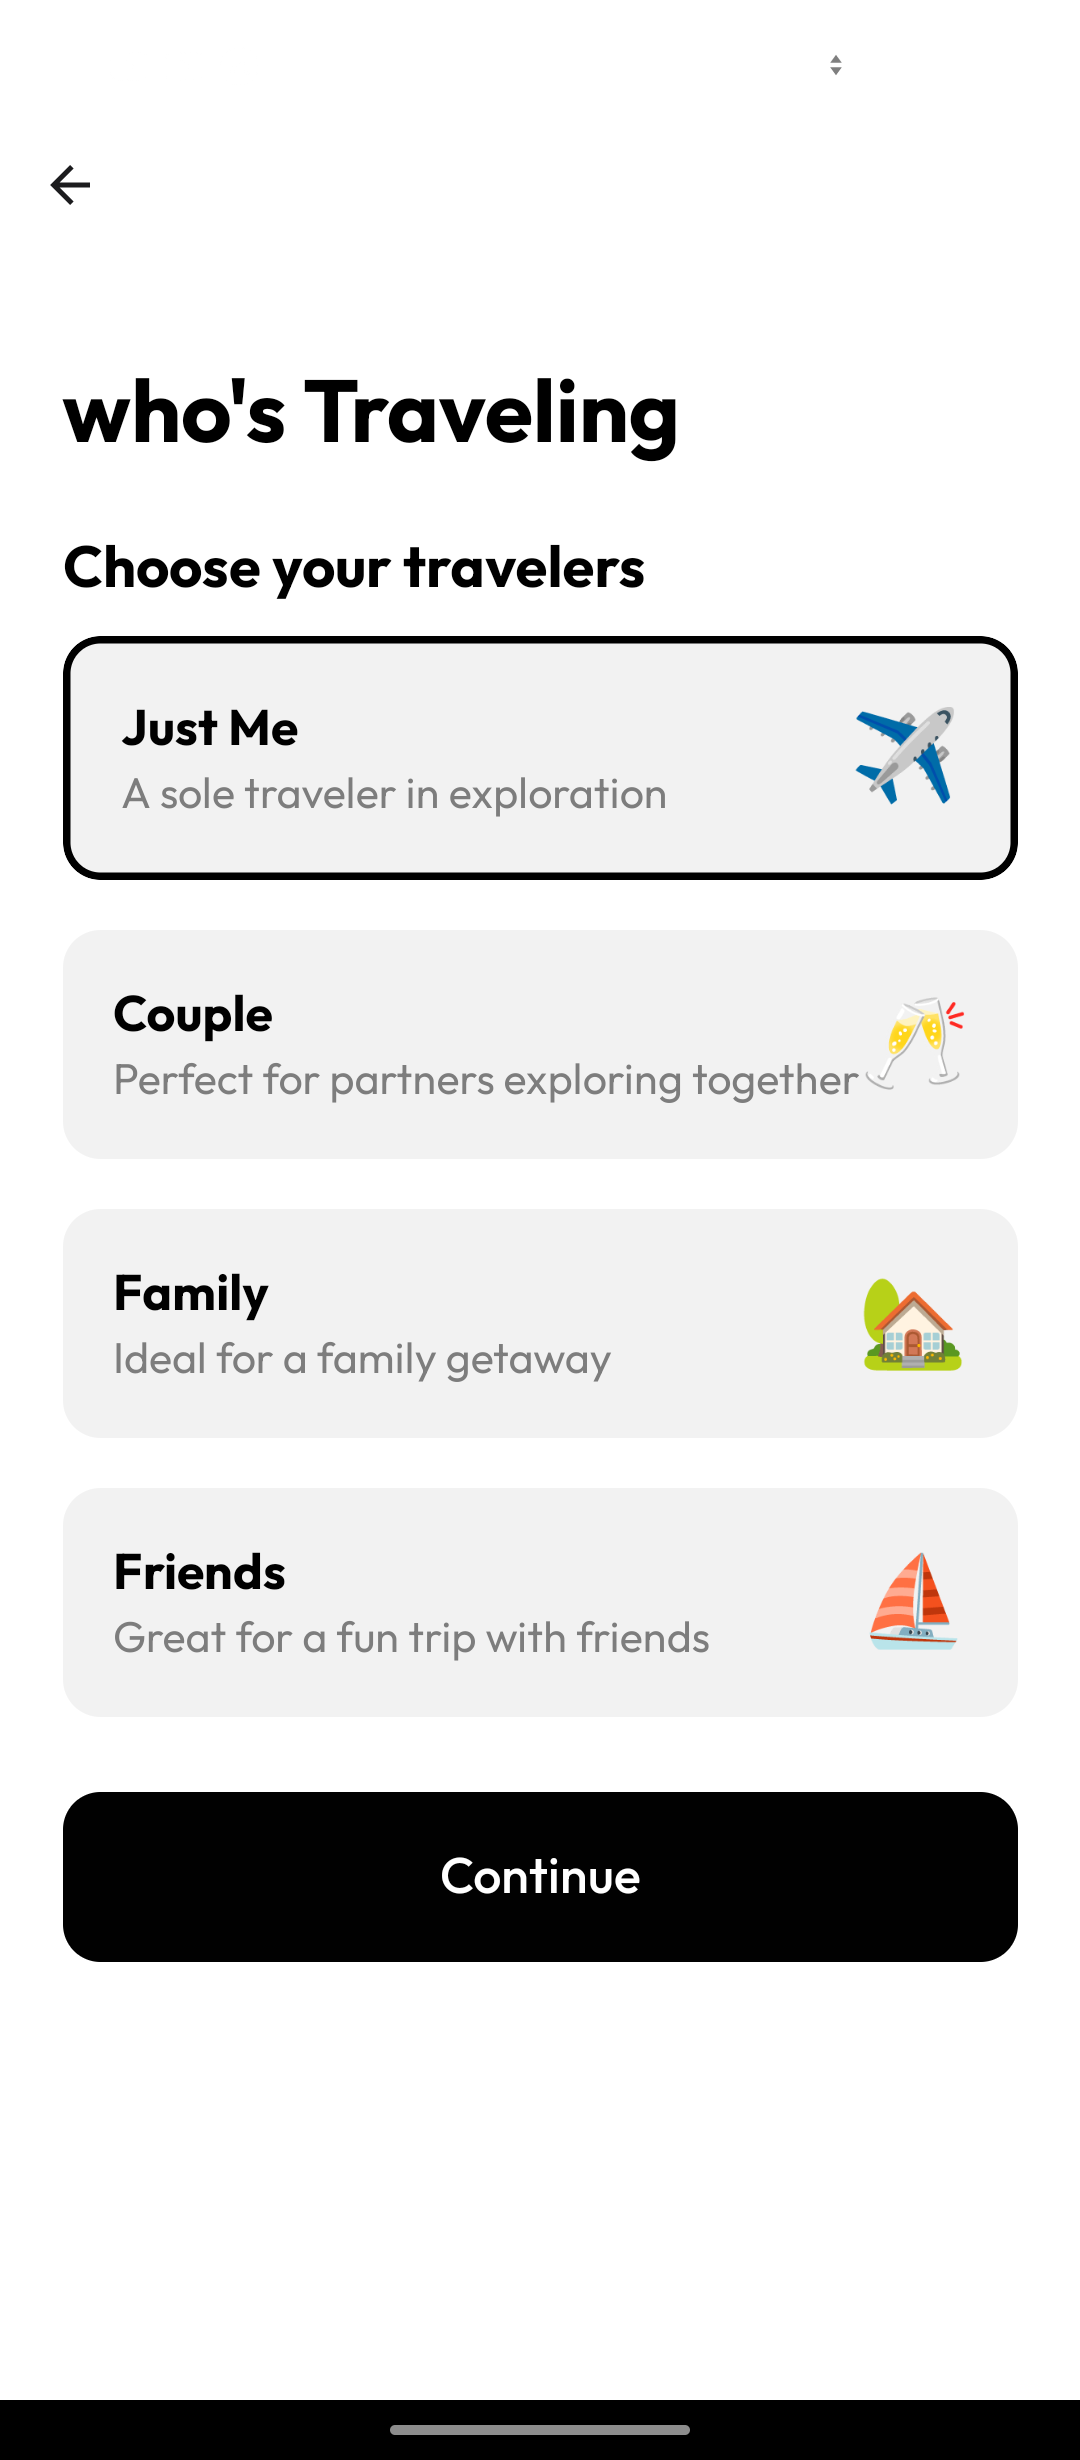 who's Traveling
Choose your travelers
Just Me
A sole traveler in exploration
Couple
Perfect for partners exploring together
Family
Ideal for a family getaway
Friends
Great for a fun trip with friends
Continue